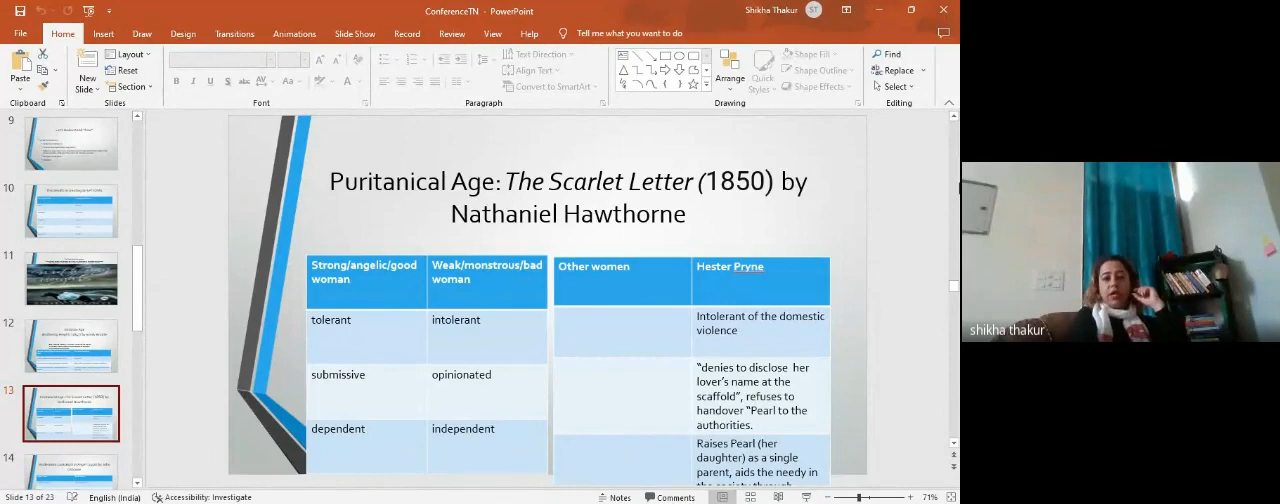 ConferenceTN - PowerPoint
Shikha Thakur
ST
File Home Insert Draw Design Transitions Animations Slide Show Record Review View Help Tell me what you want to do
Paste
Clipboard
New Slide
Layout
Reset
Section
Slides
B I U S ab AV Aa A
Font
Paragraph
Text Direction
Align Text
Convert to SmartArt
Arrange
Quick Styles
Shape Fill
Shape Outline
Shape Effects
Drawing
Find
Replace
Select
Editing
9
10
11
12
13
14
Puritanical Age: The Scarlet Letter (1850) by
Nathaniel Hawthorne
Strong/angelic/good
woman
Weak/monstrous/bad
woman
tolerant
intolerant
submissive
opinionated
dependent
independent
Other women
Hester Pryne
Intolerant of the domestic
violence
“denies to disclose her
lover’s name at the
scaffold”, refuses to
handover “Pearl to the
authorities.
Raises Pearl (her
daughter) as a single
parent, aids the needy in
the society through
shikha thakur
Slide 13 of 23
English (India)
Accessibility: Investigate
Notes
Comments
71%